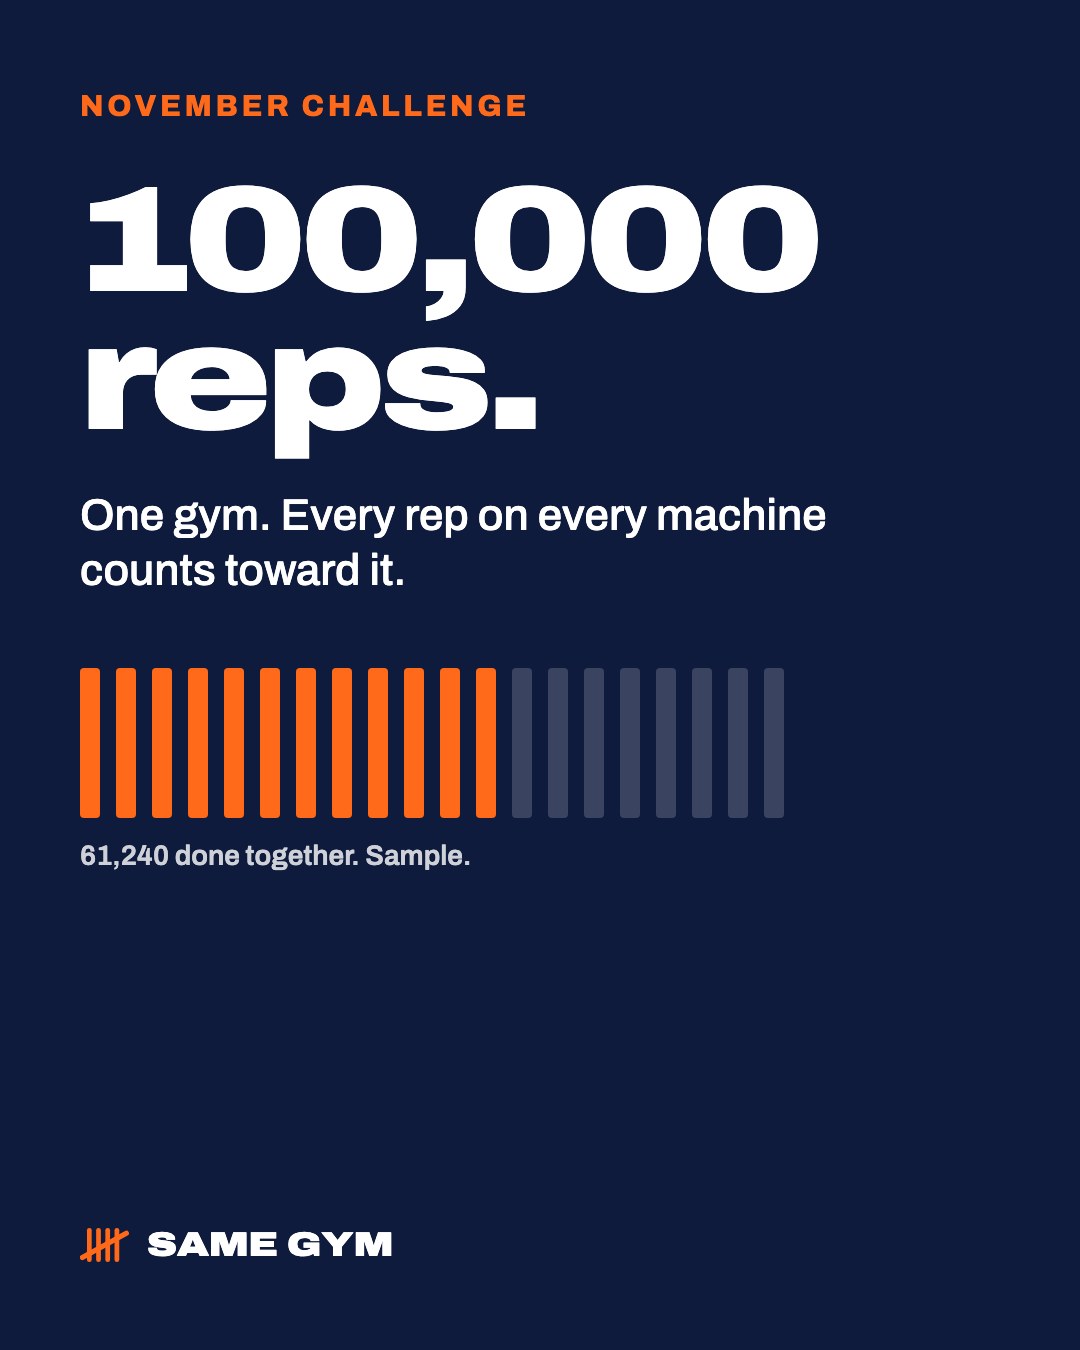 NOVEMBER CHALLENGE
100,000
reps.
One gym. Every rep on every machine
counts toward it.
61,240 done together. Sample.
SAME GYM